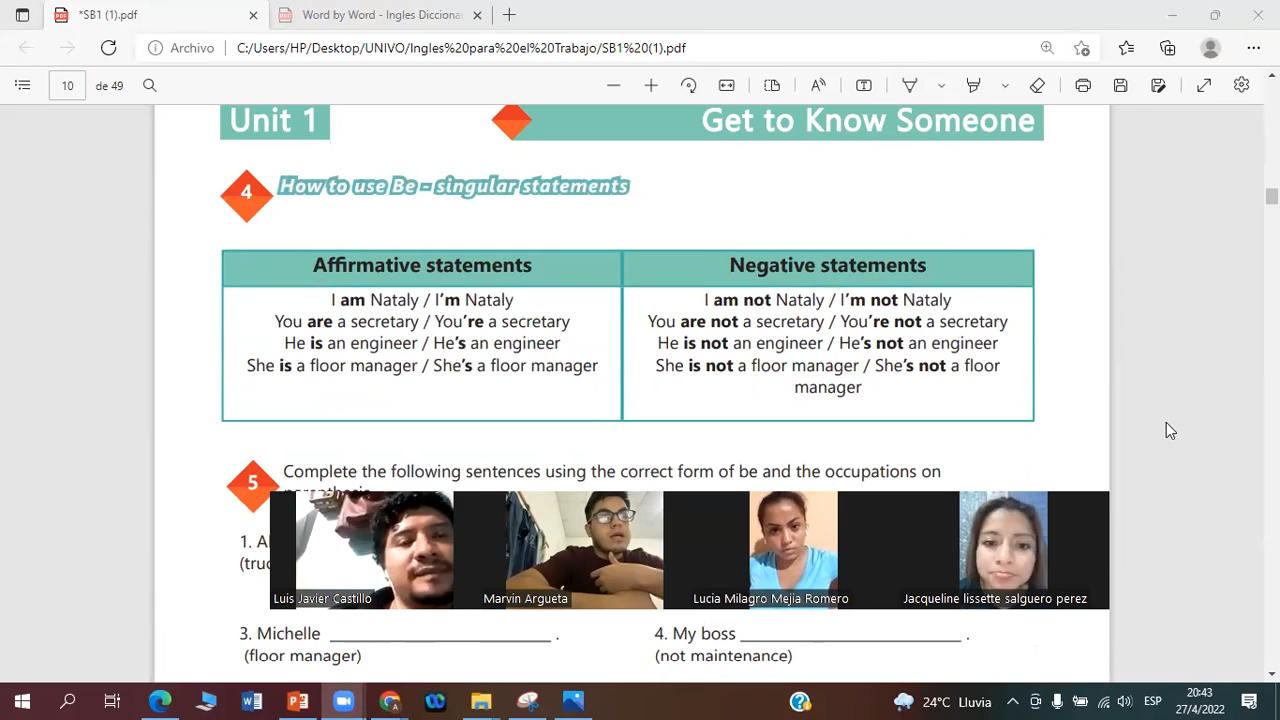 *SB1 (1).pdf
Word by Word - Ingles Dicciona
Archivo
C:/Users/HP/Desktop/UNIVO/Ingles%20para%20el%20Trabajo/SB1%20(1).pdf
10
de 49
Unit 1
Get to Know Someone
4
How to use Be - singular statements
Affirmative statements
Negative statements
I am Nataly / I'm Nataly
You are a secretary / You're a secretary
He is an engineer / He's an engineer
She is a floor manager / She's a floor manager
I am not Nataly / I'm not Nataly
You are not a secretary / You're not a secretary
He is not an engineer / He's not an engineer
She is not a floor manager / She's not a floor
manager
5
Complete the following sentences using the correct form of be and the occupations on
1. Al
(truc
Luis Javier Castillo
Marvin Argueta
Lucia Milagro Mejia Romero
Jacqueline lissette salguero perez
3. Michelle ________________________ .
(floor manager)
4. My boss ________________________ .
(not maintenance)
24°C Lluvia
ESP
20:43
27/4/2022